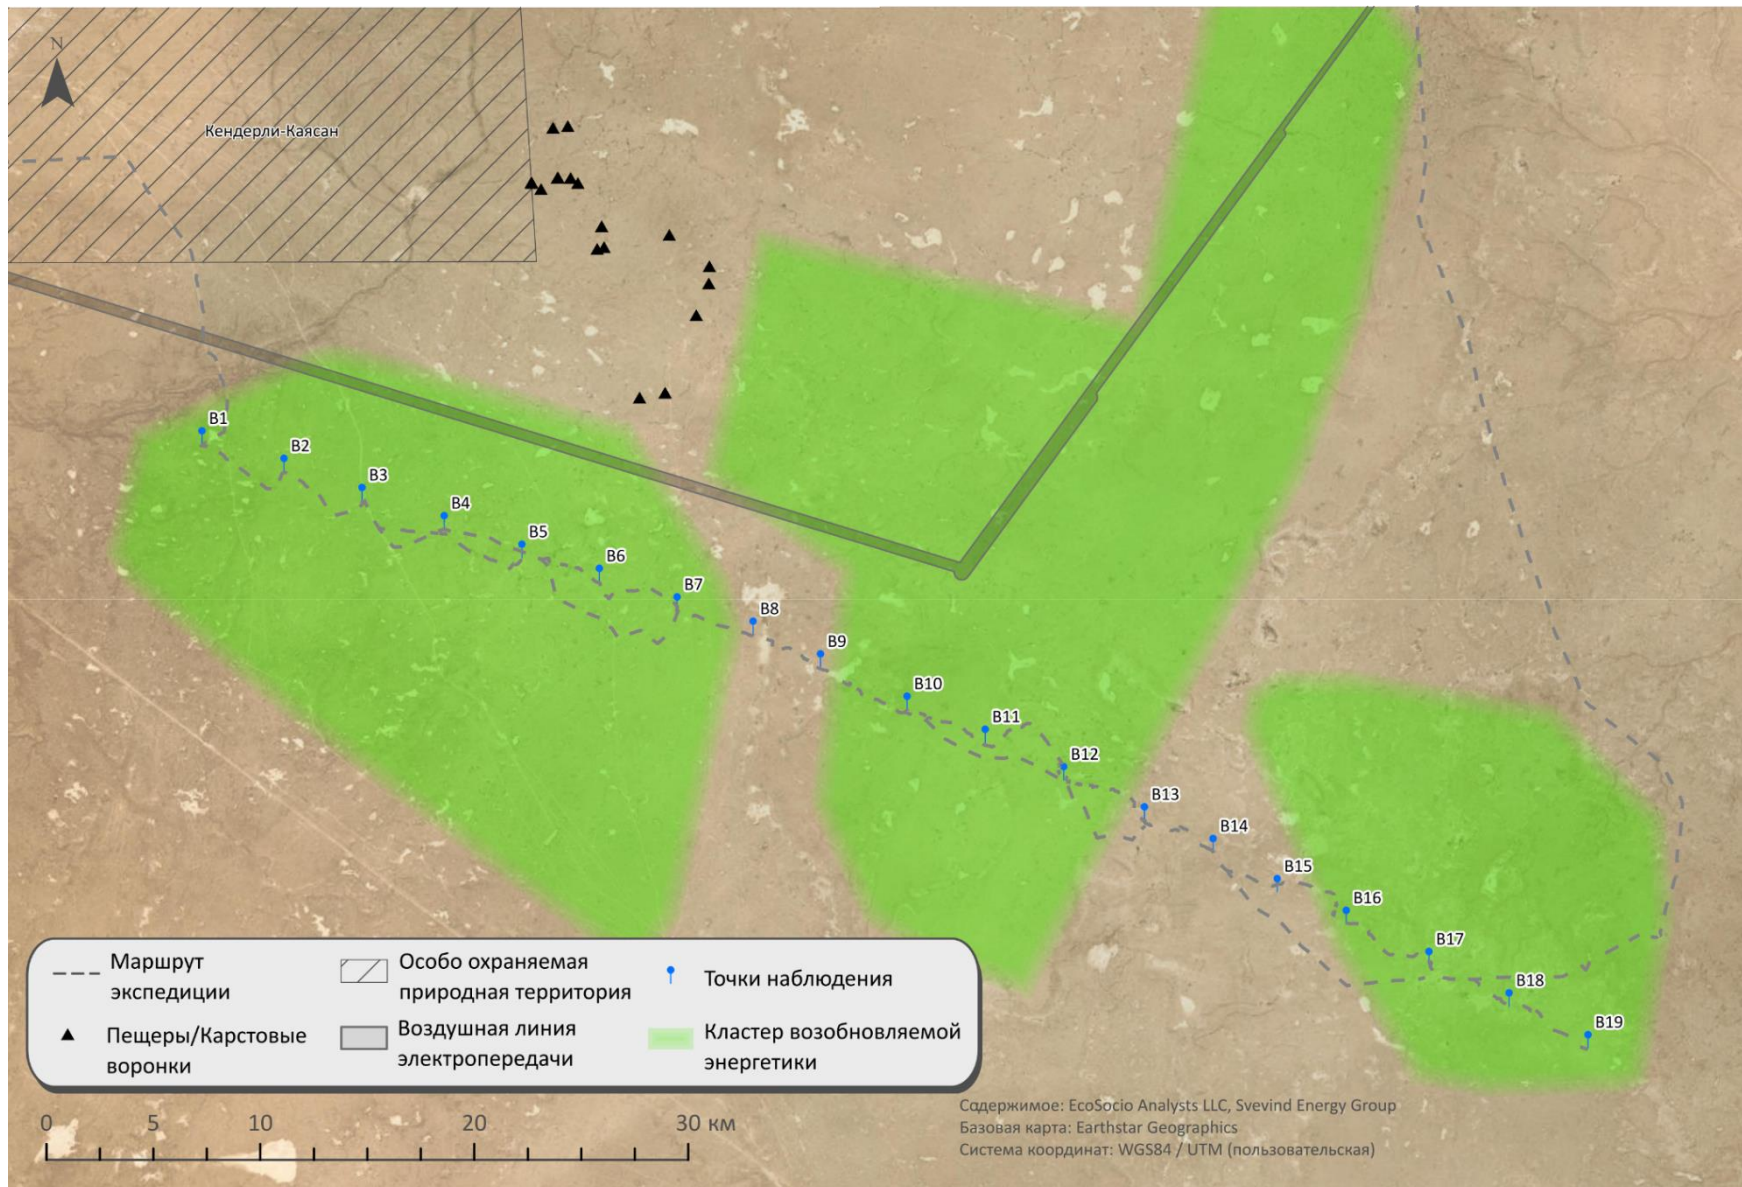 N
Кендерли-Каясан
B1
B2
B3
B4
B5
B6
B7
B8
B9
B10
B11
B12
B13
B14
B15
B16
B17
B18
B19
Маршрут
экспедиции
Особо охраняемая
природная территория
Точки наблюдения
Пещеры/Карстовые
воронки
Воздушная линия
электропередачи
Кластер возобновляемой
энергетики
0 5 10 20 30 км
Содержимое: EcoSocio Analysts LLC, Svevind Energy Group
Базовая карта: Earthstar Geographics
Система координат: WGS84 / UTM (пользовательская)